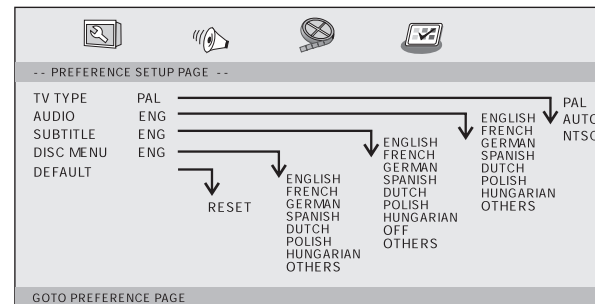 -- PREFERENCE SETUP PAGE --
TV TYPE PAL
AUDIO ENG
SUBTITLE ENG
DISC MENU ENG
DEFAULT
RESET
ENGLISH
FRENCH
GERMAN
SPANISH
DUTCH
POLISH
HUNGARIAN
OTHERS
ENGLISH
FRENCH
GERMAN
SPANISH
DUTCH
POLISH
HUNGARIAN
OFF
OTHERS
ENGLISH
FRENCH
GERMAN
SPANISH
DUTCH
POLISH
HUNGARIAN
OTHERS
PAL
AUTO
NTSC
GOTO PREFERENCE PAGE